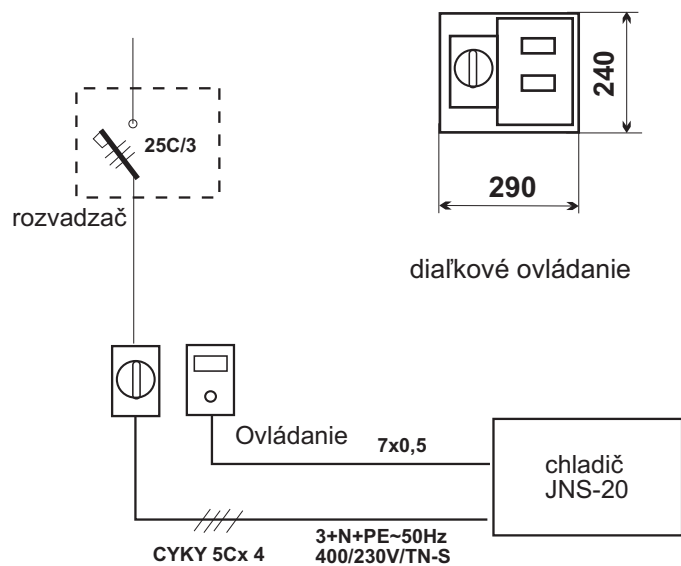 25C/3
rozvadzač
240
290
diaľkové ovládanie
Ovládanie
7x0,5
chladič
JNS-20
CYKY 5Cx 4
3+N+PE~50Hz
400/230V/TN-S